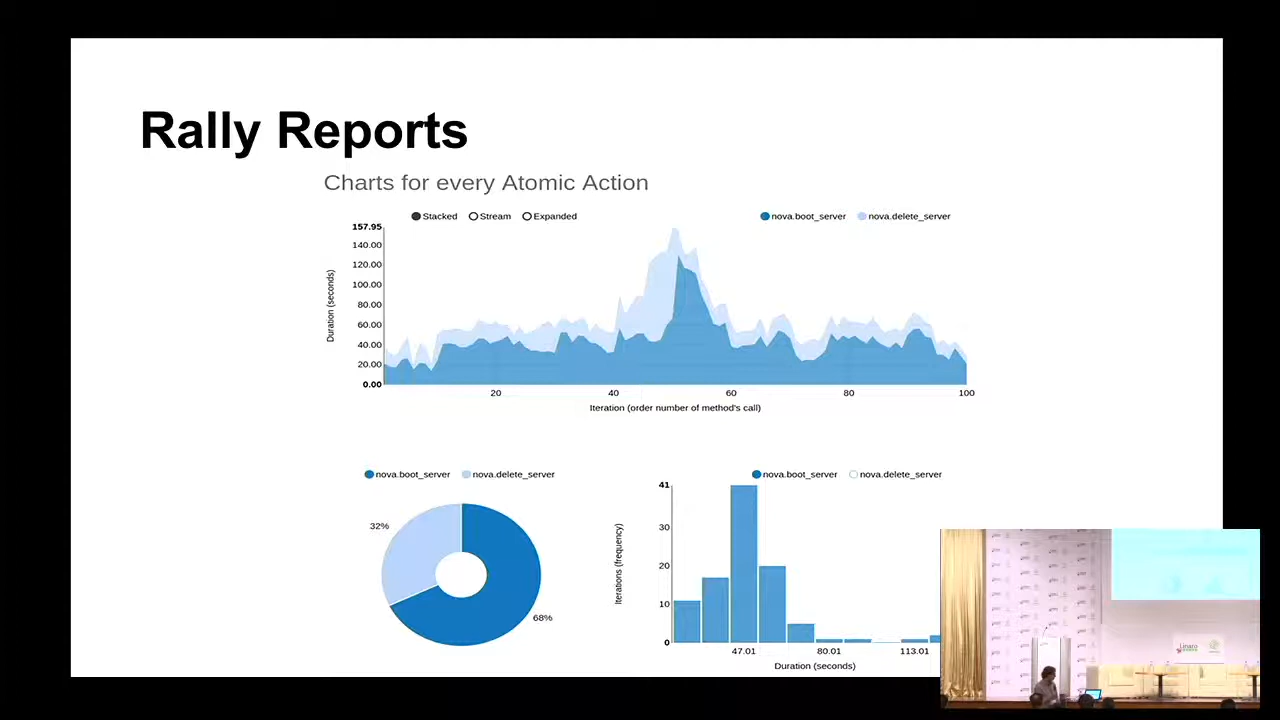 Rally Reports
Charts for every Atomic Action
Stacked Stream Expanded nova.boot_server nova.delete_server
157.95
140.00
120.00
100.00
80.00
60.00
40.00
20.00
0.00
Duration (seconds)
20 40 60 80 100
Iteration (order number of method's call)
nova.boot_server nova.delete_server
32%
68%
nova.boot_server nova.delete_server
41
30
20
10
0
Iterations (frequency)
47.01 80.01 113.01
Duration (seconds)
Linaro